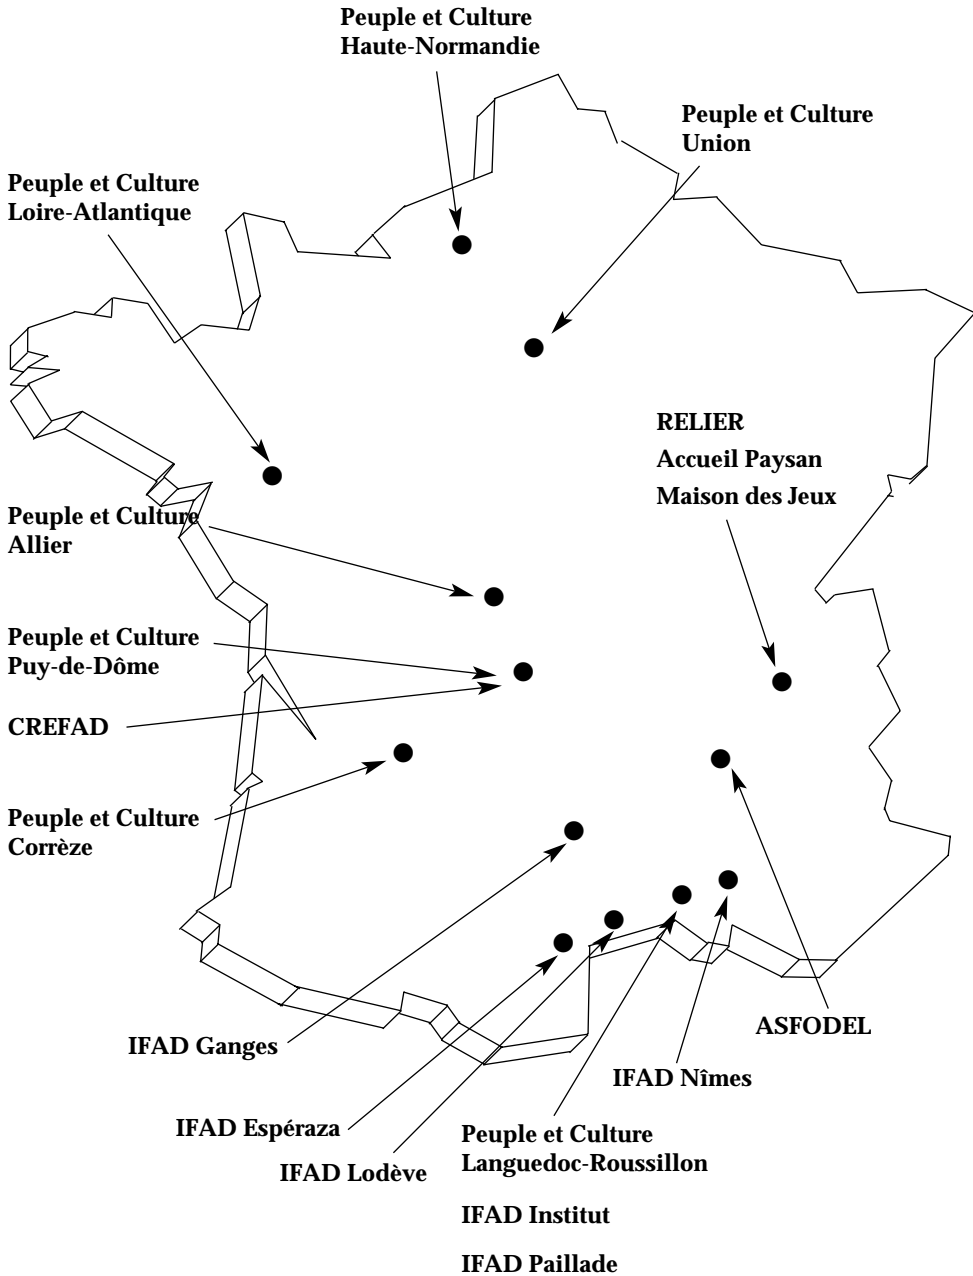 Peuple et Culture
Haute-Normandie
Peuple et Culture
Union
Peuple et Culture
Loire-Atlantique
RELIER
Accueil Paysan
Maison des Jeux
Peuple et Culture
Allier
Peuple et Culture
Puy-de-Dôme
CREFAD
Peuple et Culture
Corrèze
ASFODEL
IFAD Ganges
IFAD Nîmes
IFAD Espéraza
Peuple et Culture
Languedoc-Roussillon
IFAD Lodève
IFAD Institut
IFAD Paillade